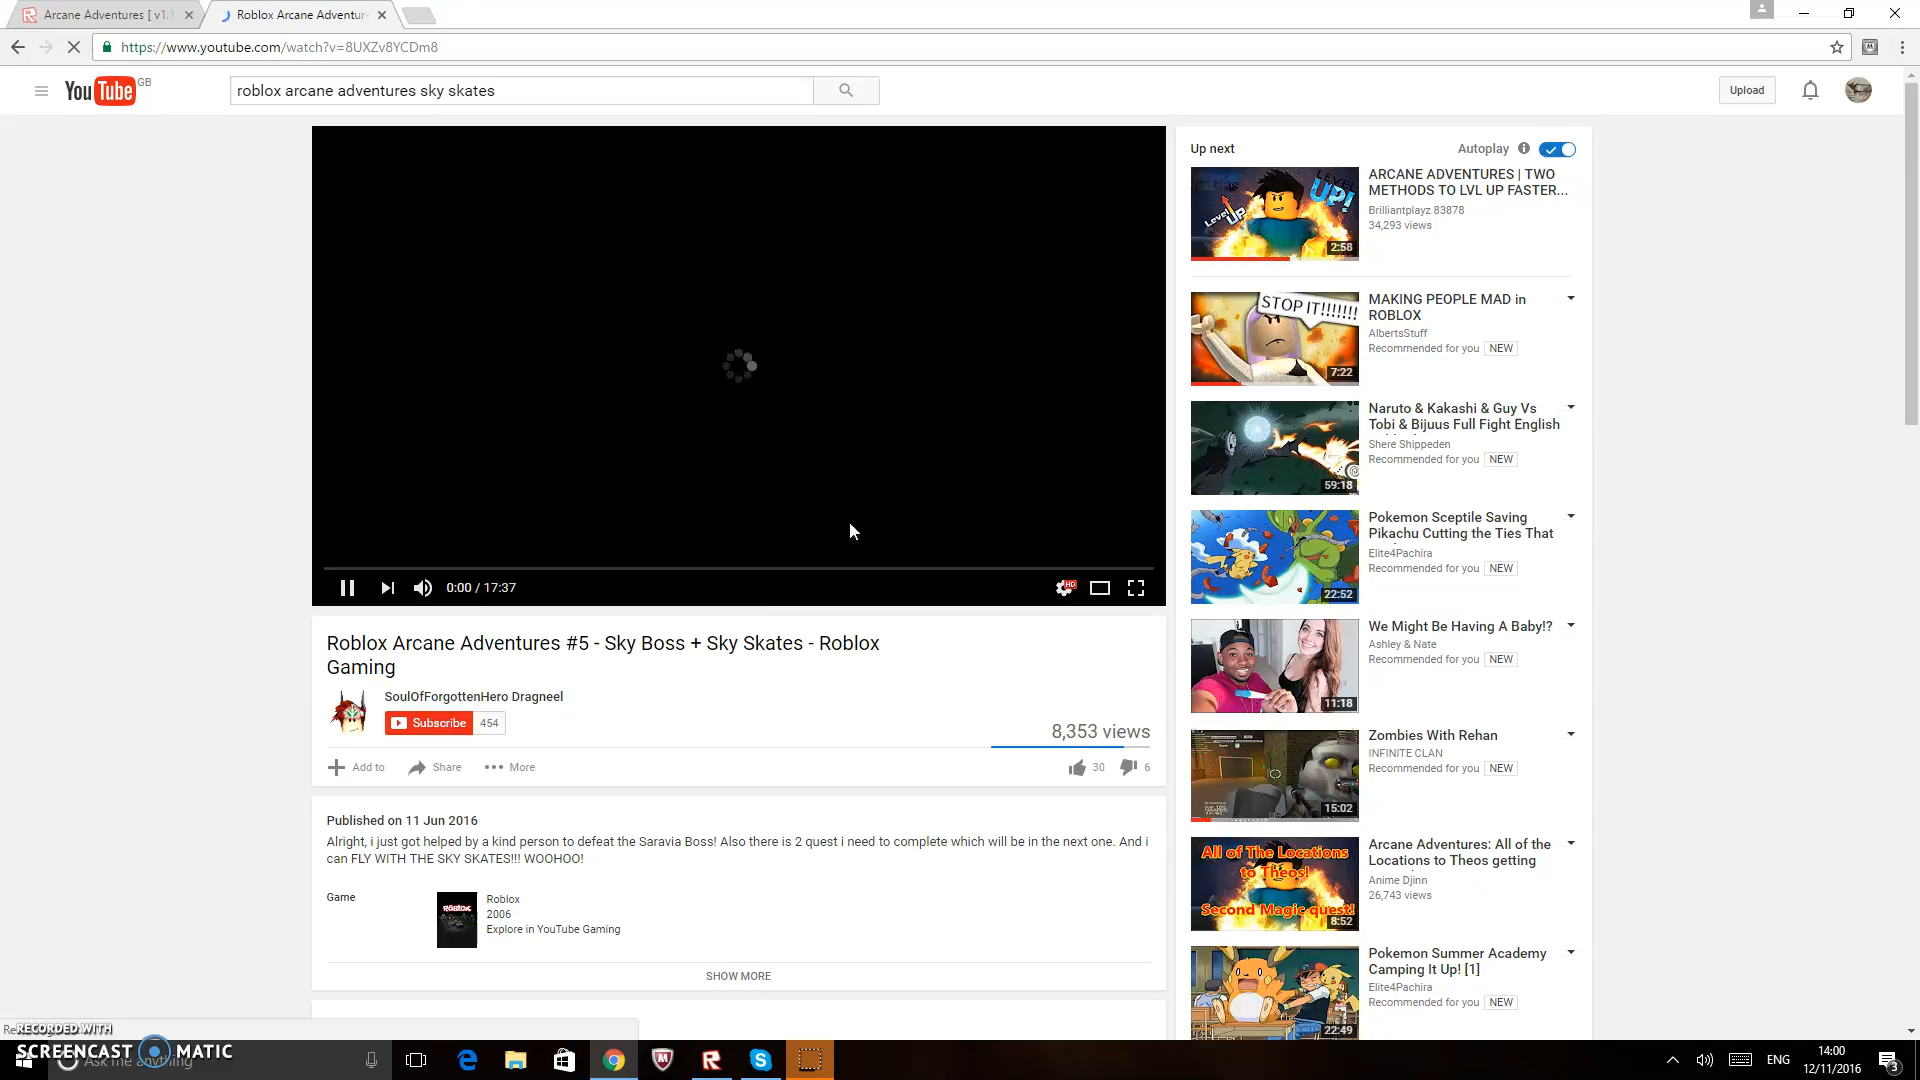 Arcane Adventures [ v1.1
Roblox Arcane Adventure
https://www.youtube.com/watch?v=8UXZv8YCDm8
YouTube GB
roblox arcane adventures sky skates
Upload
0:00 / 17:37
HD
Roblox Arcane Adventures #5 - Sky Boss + Sky Skates - Roblox
Gaming
SoulOfForgottenHero Dragneel
Subscribe 454
8,353 views
Add to Share More
30 6
Published on 11 Jun 2016
Alright, i just got helped by a kind person to defeat the Saravia Boss! Also there is 2 quest i need to complete which will be in the next one. And i
can FLY WITH THE SKY SKATES!!! WOOHOO!
Game
ROBLOX
Roblox
2006
Explore in YouTube Gaming
SHOW MORE
Up next
Autoplay
LEVEL UP!
Level UP
2:58
ARCANE ADVENTURES | TWO
METHODS TO LVL UP FASTER...
Brilliantplayz 83878
34,293 views
STOP IT!!!!!!!
7:22
MAKING PEOPLE MAD in
ROBLOX
AlbertsStuff
Recommended for you NEW
59:18
Naruto & Kakashi & Guy Vs
Tobi & Bijuus Full Fight English
Shere Shippeden
Recommended for you NEW
22:52
Pokemon Sceptile Saving
Pikachu Cutting the Ties That
Elite4Pachira
Recommended for you NEW
11:18
We Might Be Having A Baby!?
Ashley & Nate
Recommended for you NEW
15:02
Zombies With Rehan
INFINITE CLAN
Recommended for you NEW
All of The Locations
to Theos!
Second Magic quest!
8:52
Arcane Adventures: All of the
Locations to Theos getting
Anime Djinn
26,743 views
22:49
Pokemon Summer Academy
Camping It Up! [1]
Elite4Pachira
Recommended for you NEW
RECORDED WITH
SCREENCAST MATIC
Ask me anything
ENG
14:00
12/11/2016
3